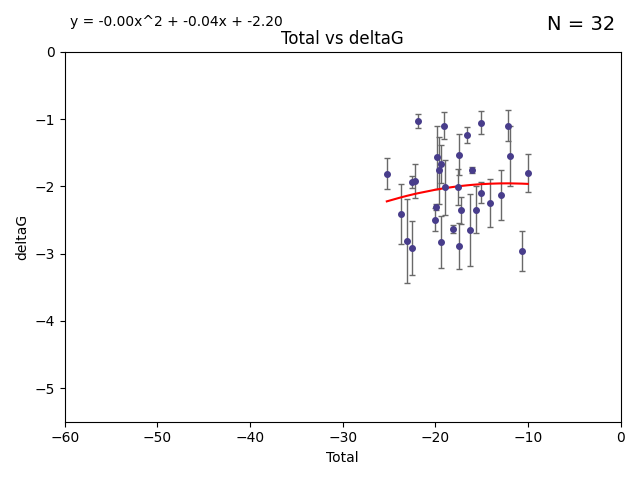 y = -0.00x^2 + -0.04x + -2.20
N = 32
Total vs deltaG
0
−1
−2
−3
−4
−5
deltaG
−60 −50 −40 −30 −20 −10 0
Total